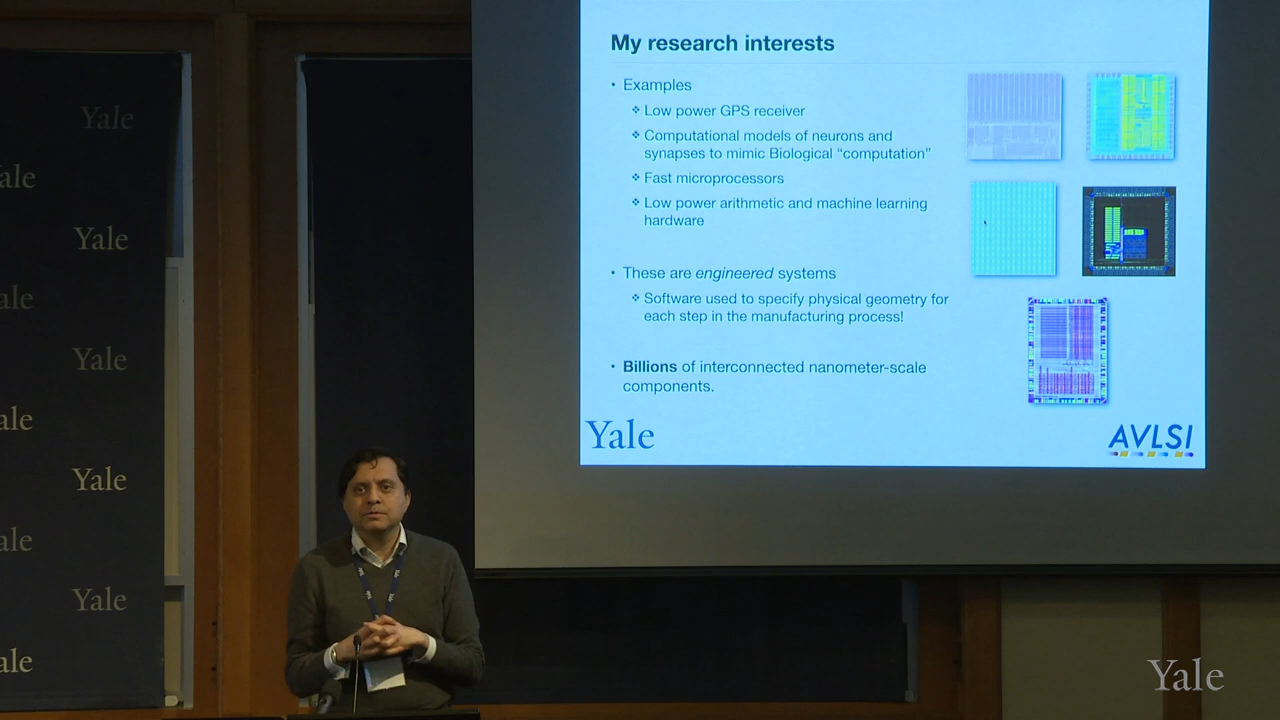 My research interests
• Examples
❖ Low power GPS receiver
❖ Computational models of neurons and
synapses to mimic Biological “computation”
❖ Fast microprocessors
❖ Low power arithmetic and machine learning
hardware
• These are engineered systems
❖ Software used to specify physical geometry for
each step in the manufacturing process!
• Billions of interconnected nanometer-scale
components.
Yale
AVLSI
Yale
ale
Yale
ale
Yale
ale
Yale
ale
Yale
ale
Yale